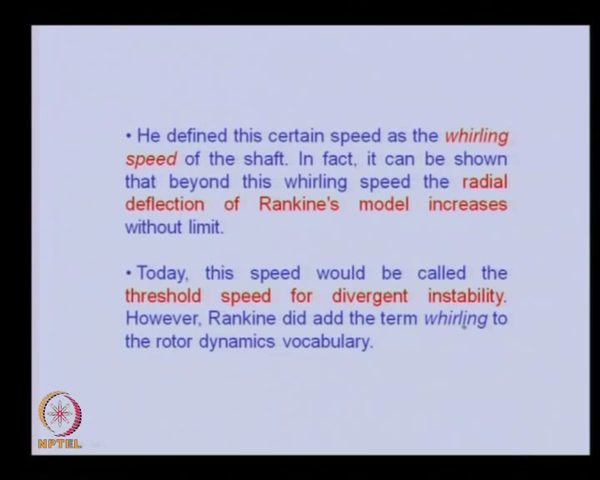 • He defined this certain speed as the whirling
speed of the shaft. In fact, it can be shown
that beyond this whirling speed the radial
deflection of Rankine's model increases
without limit.
• Today, this speed would be called the
threshold speed for divergent instability.
However, Rankine did add the term whirling to
the rotor dynamics vocabulary.
NPTEL